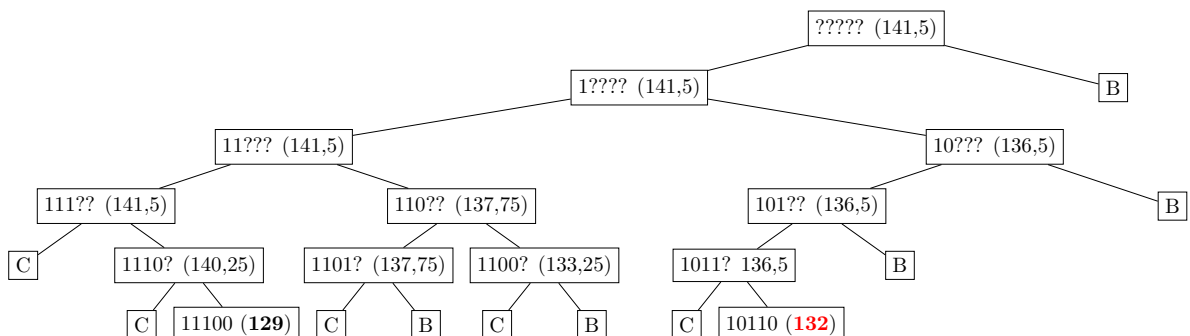 ????? (141,5)
1???? (141,5) B
11??? (141,5) 10??? (136,5)
111?? (141,5) 110?? (137,75) 101?? (136,5) B
C 1110? (140,25) 1101? (137,75) 1100? (133,25) 1011? 136,5 B
C 11100 (129) C B C B C 10110 (132)